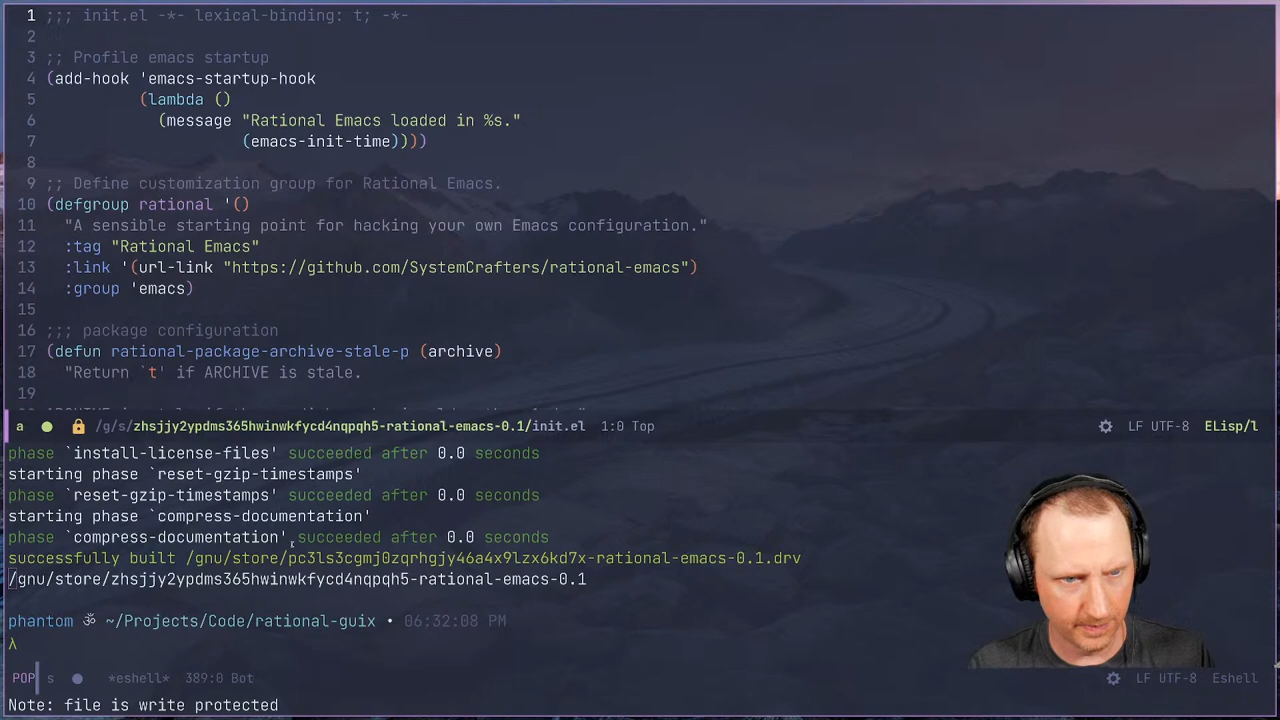 1 ;;; init.el -*- lexical-binding: t; -*-
2
3 ;; Profile emacs startup
4 (add-hook 'emacs-startup-hook
5 (lambda ()
6 (message "Rational Emacs loaded in %s."
7 (emacs-init-time))))
8
9 ;; Define customization group for Rational Emacs.
10 (defgroup rational '()
11 "A sensible starting point for hacking your own Emacs configuration."
12 :tag "Rational Emacs"
13 :link '(url-link "https://github.com/SystemCrafters/rational-emacs")
14 :group 'emacs)
15
16 ;;; package configuration
17 (defun rational-package-archive-stale-p (archive)
18 "Return `t' if ARCHIVE is stale.
19
a /g/s/zhsjjy2ypdms365hwinwkfycd4nqpqh5-rational-emacs-0.1/init.el 1:0 Top LF UTF-8 ELisp/l
phase `install-license-files' succeeded after 0.0 seconds
starting phase `reset-gzip-timestamps'
phase `reset-gzip-timestamps' succeeded after 0.0 seconds
starting phase `compress-documentation'
phase `compress-documentation' succeeded after 0.0 seconds
successfully built /gnu/store/pc3ls3cgmj0zqrhgjy46a4x9lzx6kd7x-rational-emacs-0.1.drv
/gnu/store/zhsjjy2ypdms365hwinwkfycd4nqpqh5-rational-emacs-0.1
phantom ॐ ~/Projects/Code/rational-guix • 06:32:08 PM
λ
POP s *eshell* 389:0 Bot LF UTF-8 Eshell
Note: file is write protected